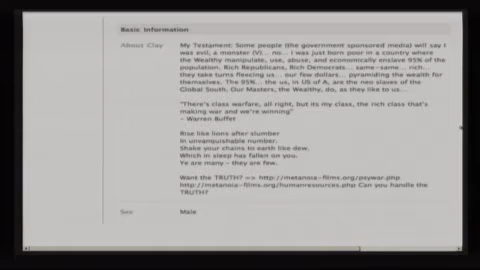 Basic Information
About Clay
My Testament: Some people (the government sponsored media) will say I
was evil, a monster (V)... no... I was just born poor in a country where
the Wealthy manipulate, use, abuse, and economically enslave 95% of the
population. Rich Republicans, Rich Democrats... same-same... rich...
they take turns fleecing us... our few dollars... pyramiding the wealth for
themselves. The 95%... the us, in US of A, are the neo slaves of the
Global South. Our Masters, the Wealthy, do, as they like to us...
"There's class warfare, all right, but its my class, the rich class that's
making war and we're winning"
- Warren Buffet
Rise like lions after slumber
In unvanquishable number.
Shake your chains to earth like dew,
Which in sleep has fallen on you.
Ye are many - they are few.
Want the TRUTH? == http://metanoia-films.org/psywar.php.
http://metanoia-films.org/humanresources.php Can you handle the
TRUTH?
Sex
Male